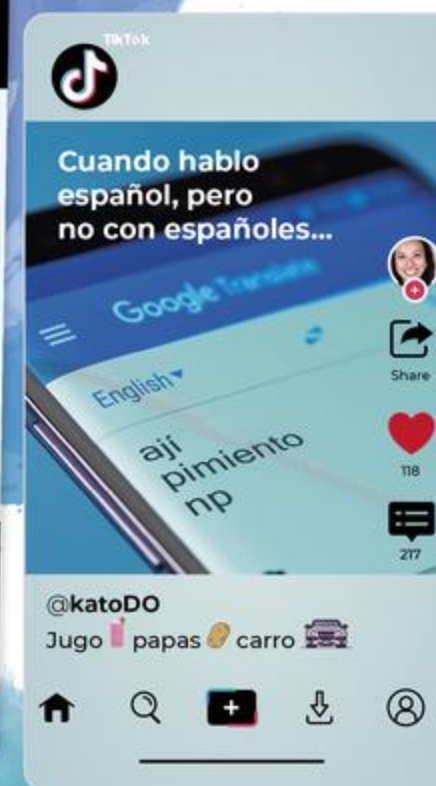 TikTok
Cuando hablo
español, pero
no con españoles...
Google Translate
English
aji
pimiento
np
Share
118
217
@katoDO
Jugo papas carro